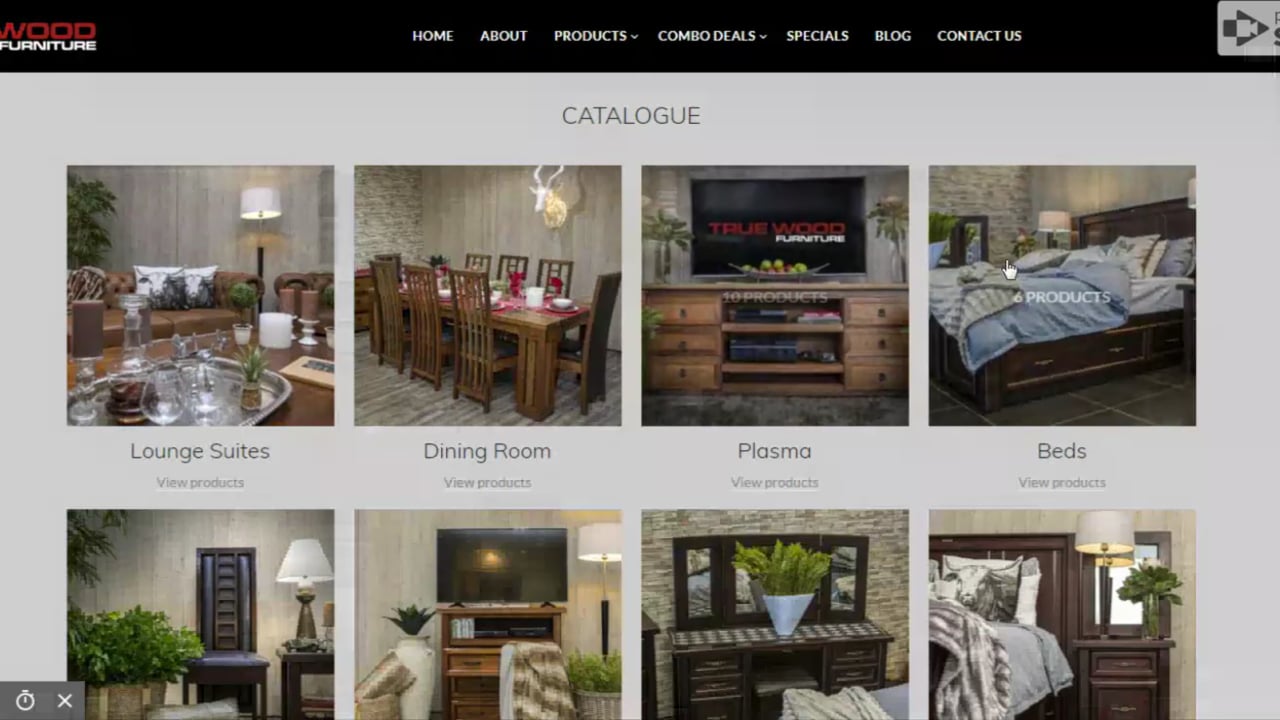 WOOD
FURNITURE
HOME ABOUT PRODUCTS COMBO DEALS SPECIALS BLOG CONTACT US
CATALOGUE
TRUE WOOD
FURNITURE
10 PRODUCTS
6 PRODUCTS
Lounge Suites
Dining Room
Plasma
Beds
View products
View products
View products
View products